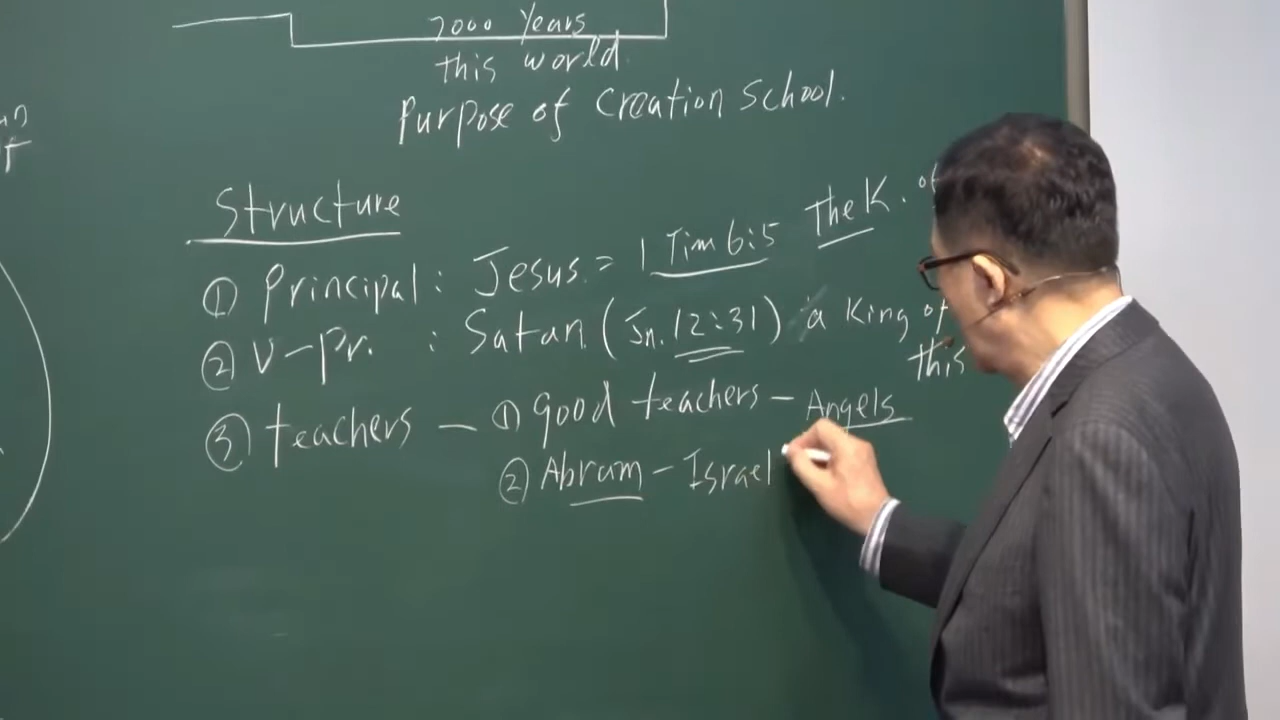 7000 Years
this world.
Purpose of Creation School.
Structure
① Principal : Jesus. = 1 Tim 6:5 The K. of
② V-pr. : Satan (Jn. 12:31) a King of
this
③ teachers - ① good teachers - Angels
② Abram - Israel